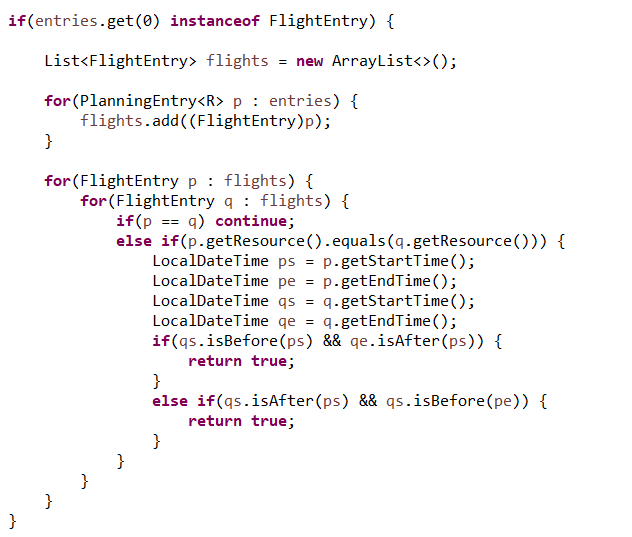 if(entries.get(0) instanceof FlightEntry) {
List<FlightEntry> flights = new ArrayList<>();
for(PlanningEntry<R> p : entries) {
flights.add((FlightEntry)p);
}
for(FlightEntry p : flights) {
for(FlightEntry q : flights) {
if(p == q) continue;
else if(p.getResource().equals(q.getResource())) {
LocalDateTime ps = p.getStartTime();
LocalDateTime pe = p.getEndTime();
LocalDateTime qs = q.getStartTime();
LocalDateTime qe = q.getEndTime();
if(qs.isBefore(ps) && qe.isAfter(ps)) {
return true;
}
else if(qs.isAfter(ps) && qs.isBefore(pe)) {
return true;
}
}
}
}
}